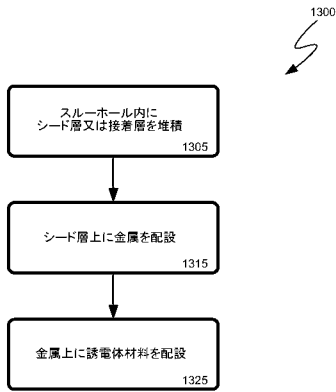 1300
スルーホール内に
シード層又は接着層を堆積
1305
シード層上に金属を配設
1315
金属上に誘電体材料を配設
1325